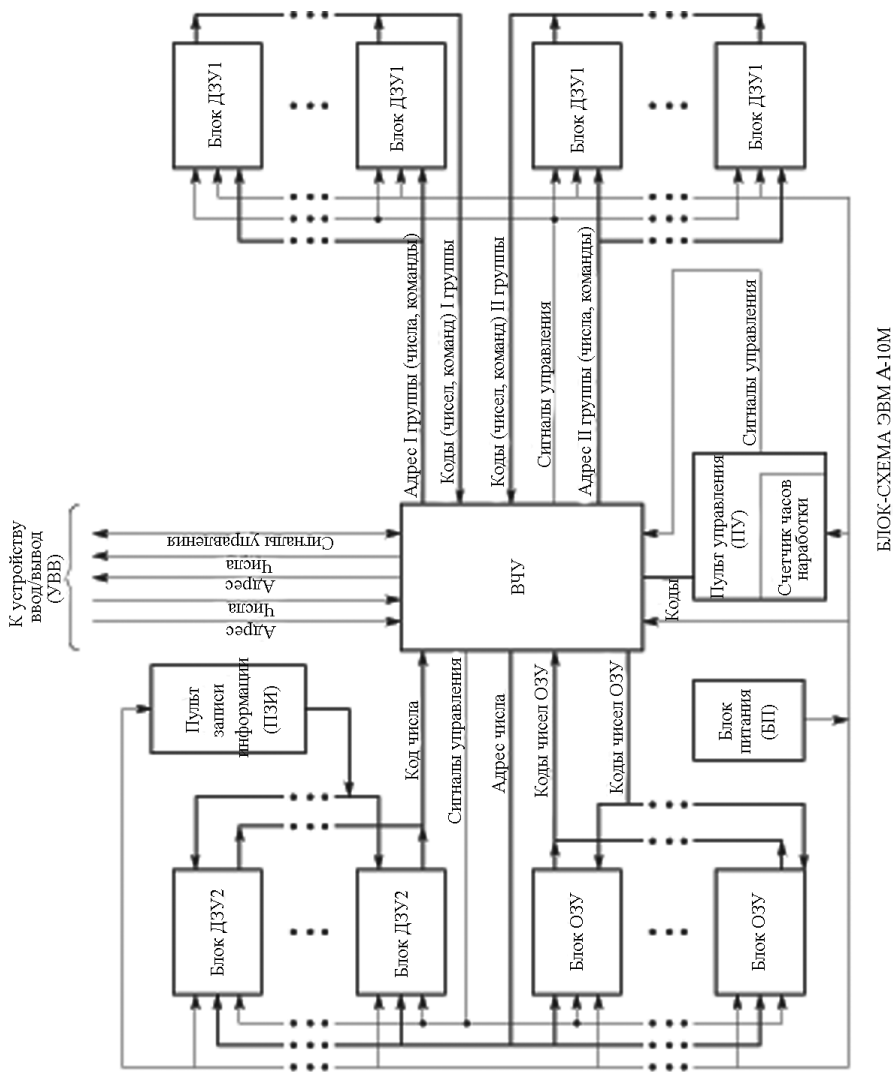 Блок ДЗУ1
Блок ДЗУ1
Блок ДЗУ1
Блок ДЗУ1
Адрес I группы (числа, команды)
Коды (чисел, команд) I группы
Коды (чисел, команд) II группы
Сигналы управления
Адрес II группы (числа, команды)
Сигналы управления
К устройству
ввод/вывод
(УВВ)
Сигналы управления
Числа
Адрес
Числа
Адрес
ВЧУ
Коды
Пульт управления
(ПУ)
Счетчик часов
наработки
Пульт
записи
информации
(ПЗИ)
Код числа
Сигналы управления
Адрес числа
Коды чисел ОЗУ
Коды чисел ОЗУ
Блок
питания
(БП)
Блок ДЗУ2
Блок ДЗУ2
Блок ОЗУ
Блок ОЗУ
БЛОК-СХЕМА ЭВМ А-10М